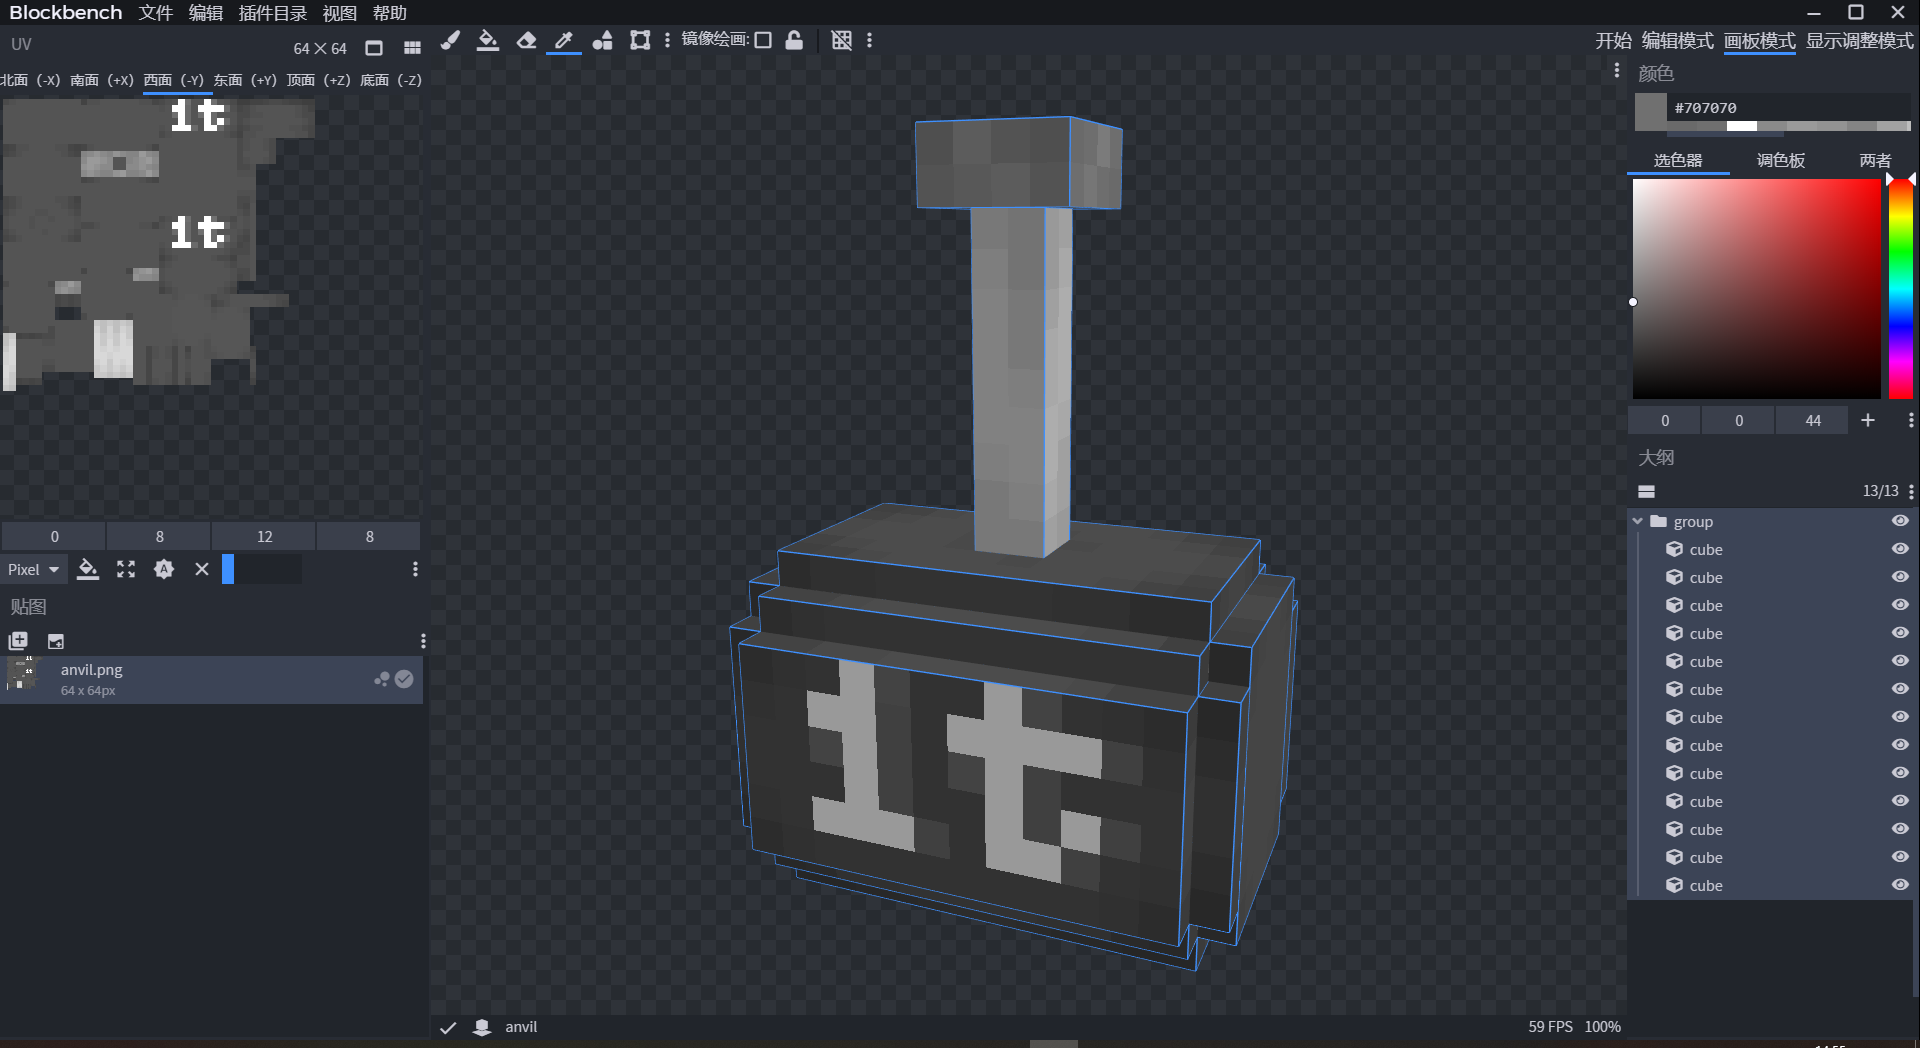 Blockbench 文件 编辑 插件目录 视图 帮助
UV
64 × 64
镜像绘画:
开始 编辑模式 画板模式 显示调整模式
北面 (-X) 南面 (+X) 西面 (-Y) 东面 (+Y) 顶面 (+Z) 底面 (-Z)
1t
1t
颜色
#707070
选色器 调色板 两者
0 0 44
大纲
13/13
group
cube
cube
cube
cube
cube
cube
cube
cube
cube
cube
cube
cube
cube
0 8 12 8
Pixel
贴图
anvil.png
64 x 64px
1t
anvil
59 FPS 100%